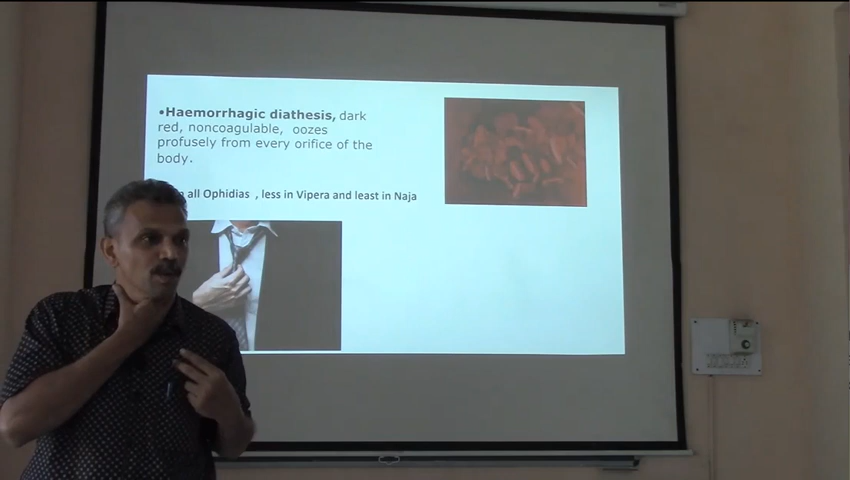 •Haemorrhagic diathesis, dark
red, noncoagulable, oozes
profusely from every orifice of the
body.
all Ophidias , less in Vipera and least in Naja